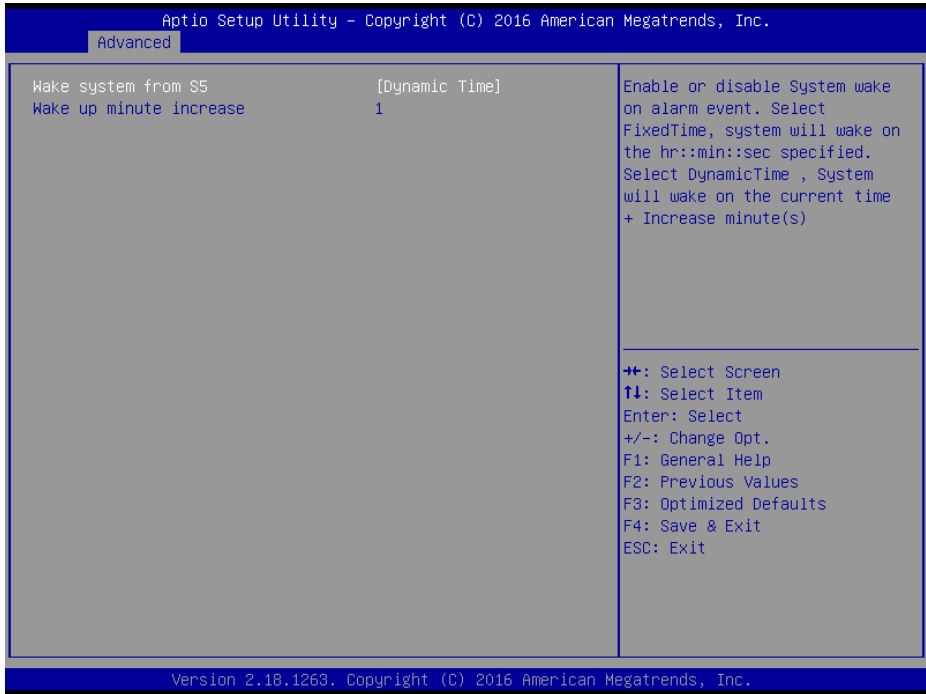 Aptio Setup Utility – Copyright (C) 2016 American Megatrends, Inc.
Advanced
Wake system from S5 [Dynamic Time]
Wake up minute increase 1
Enable or disable System wake
on alarm event. Select
FixedTime, system will wake on
the hr::min::sec specified.
Select DynamicTime , System
will wake on the current time
+ Increase minute(s)
→←: Select Screen
↑↓: Select Item
Enter: Select
+/-: Change Opt.
F1: General Help
F2: Previous Values
F3: Optimized Defaults
F4: Save & Exit
ESC: Exit
Version 2.18.1263. Copyright (C) 2016 American Megatrends, Inc.